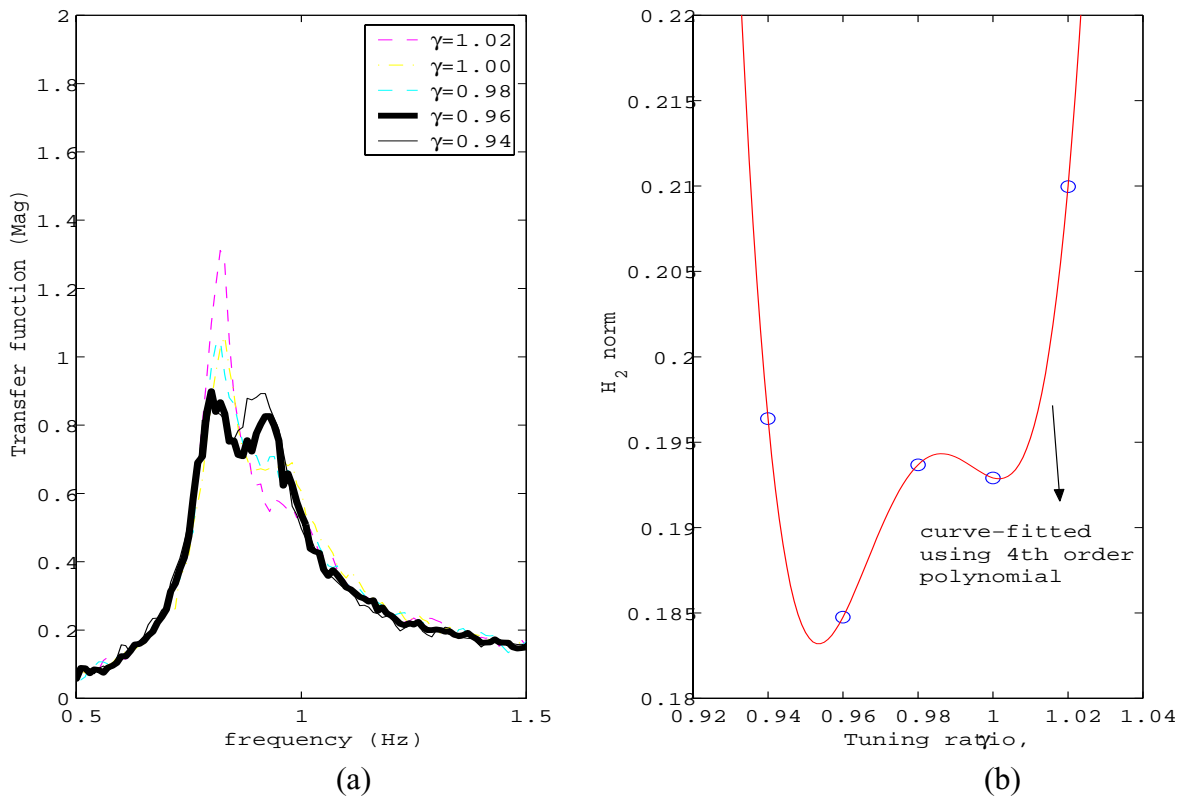 2
1.8
1.6
1.4
1.2
1
0.8
0.6
0.4
0.2
0
0.5
1
1.5
Transfer function (Mag)
frequency (Hz)
γ=1.02
γ=1.00
γ=0.98
γ=0.96
γ=0.94
(a)
0.22
0.215
0.21
0.205
0.2
0.195
0.19
0.185
0.18
0.92
0.94
0.96
0.98
1
1.02
1.04
H2 norm
Tuning ratio, γ
curve-fitted
using 4th order
polynomial
(b)